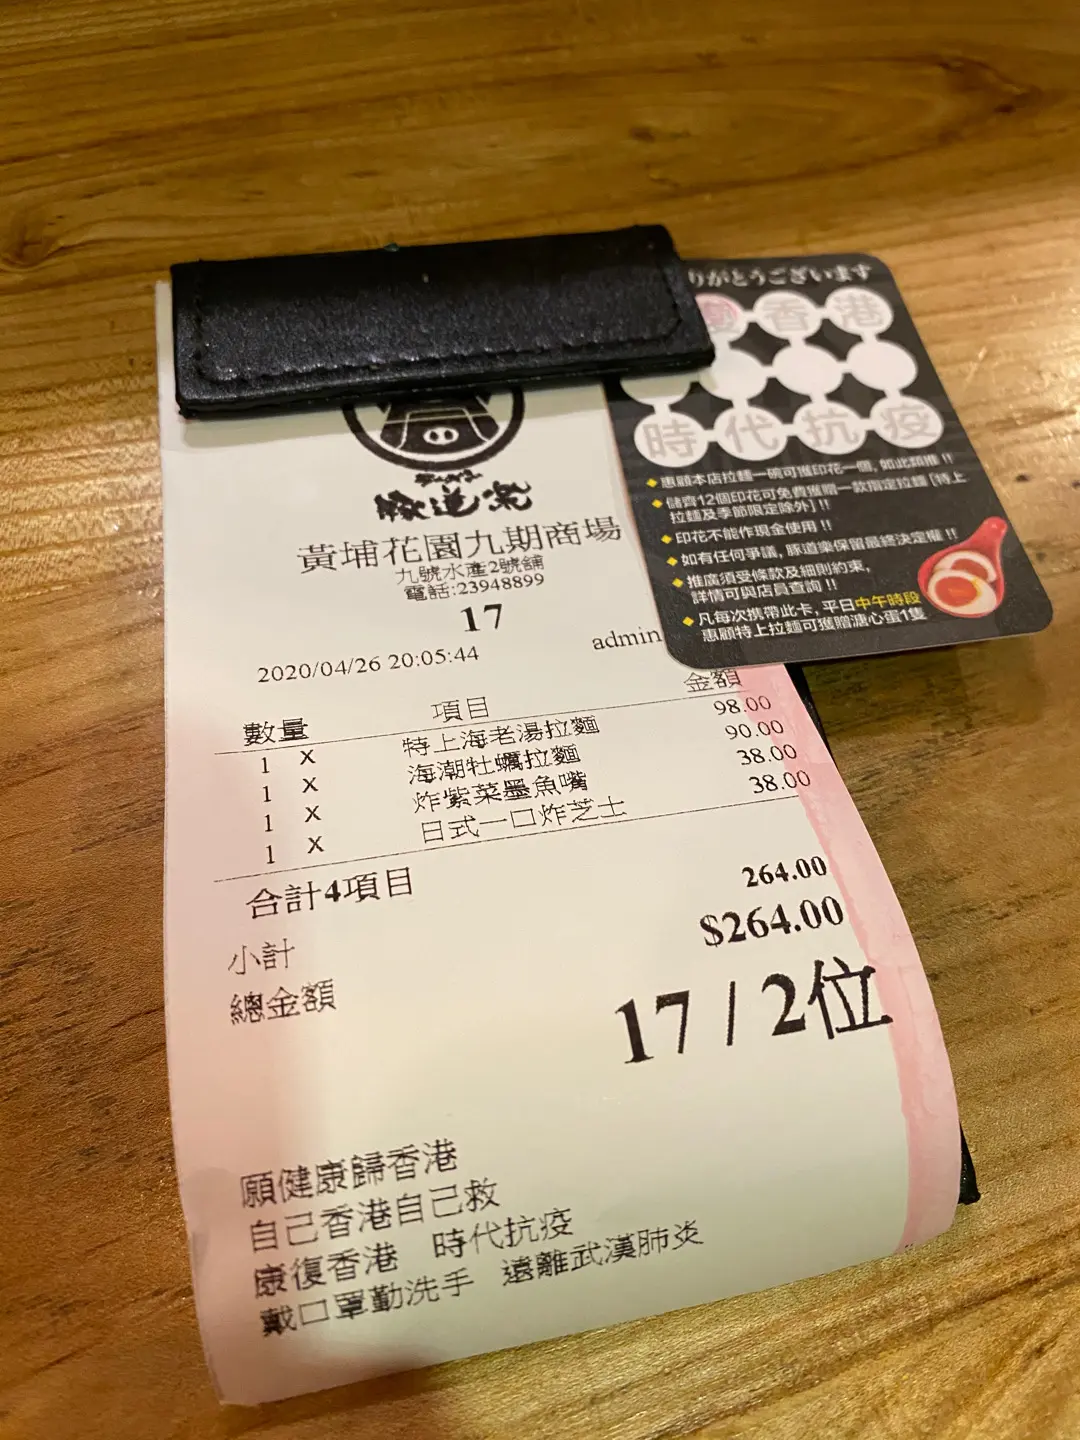 豚道楽
黃埔花園九期商場
九號水產2號舖
電話:23948899
17
2020/04/26 20:05:44 admin
數量 項目 金額
1 X 特上海老湯拉麵 98.00
1 X 海潮牡蠣拉麵 90.00
1 X 炸紫菜墨魚嘴 38.00
1 X 日式一口炸芝士 38.00
合計4項目 264.00
小計 $264.00
總金額
17 / 2位
願健康歸香港
自己香港自己救
康復香港 時代抗疫
戴口罩勤洗手 遠離武漢肺炎
りがとうございます
香港
時代抗疫
惠顧本店拉麵一碗可獲印花一個, 如此類推 !!
儲齊12個印花可免費獲贈一款指定拉麵 [特上
拉麵及季節限定除外] !!
印花不能作現金使用 !!
如有任何爭議, 豚道樂保留最終決定權 !!
推廣須受條款及細則約束,
詳情可與店員查詢 !!
凡每次攜帶此卡, 平日中午時段
惠顧特上拉麵可獲贈溏心蛋1隻